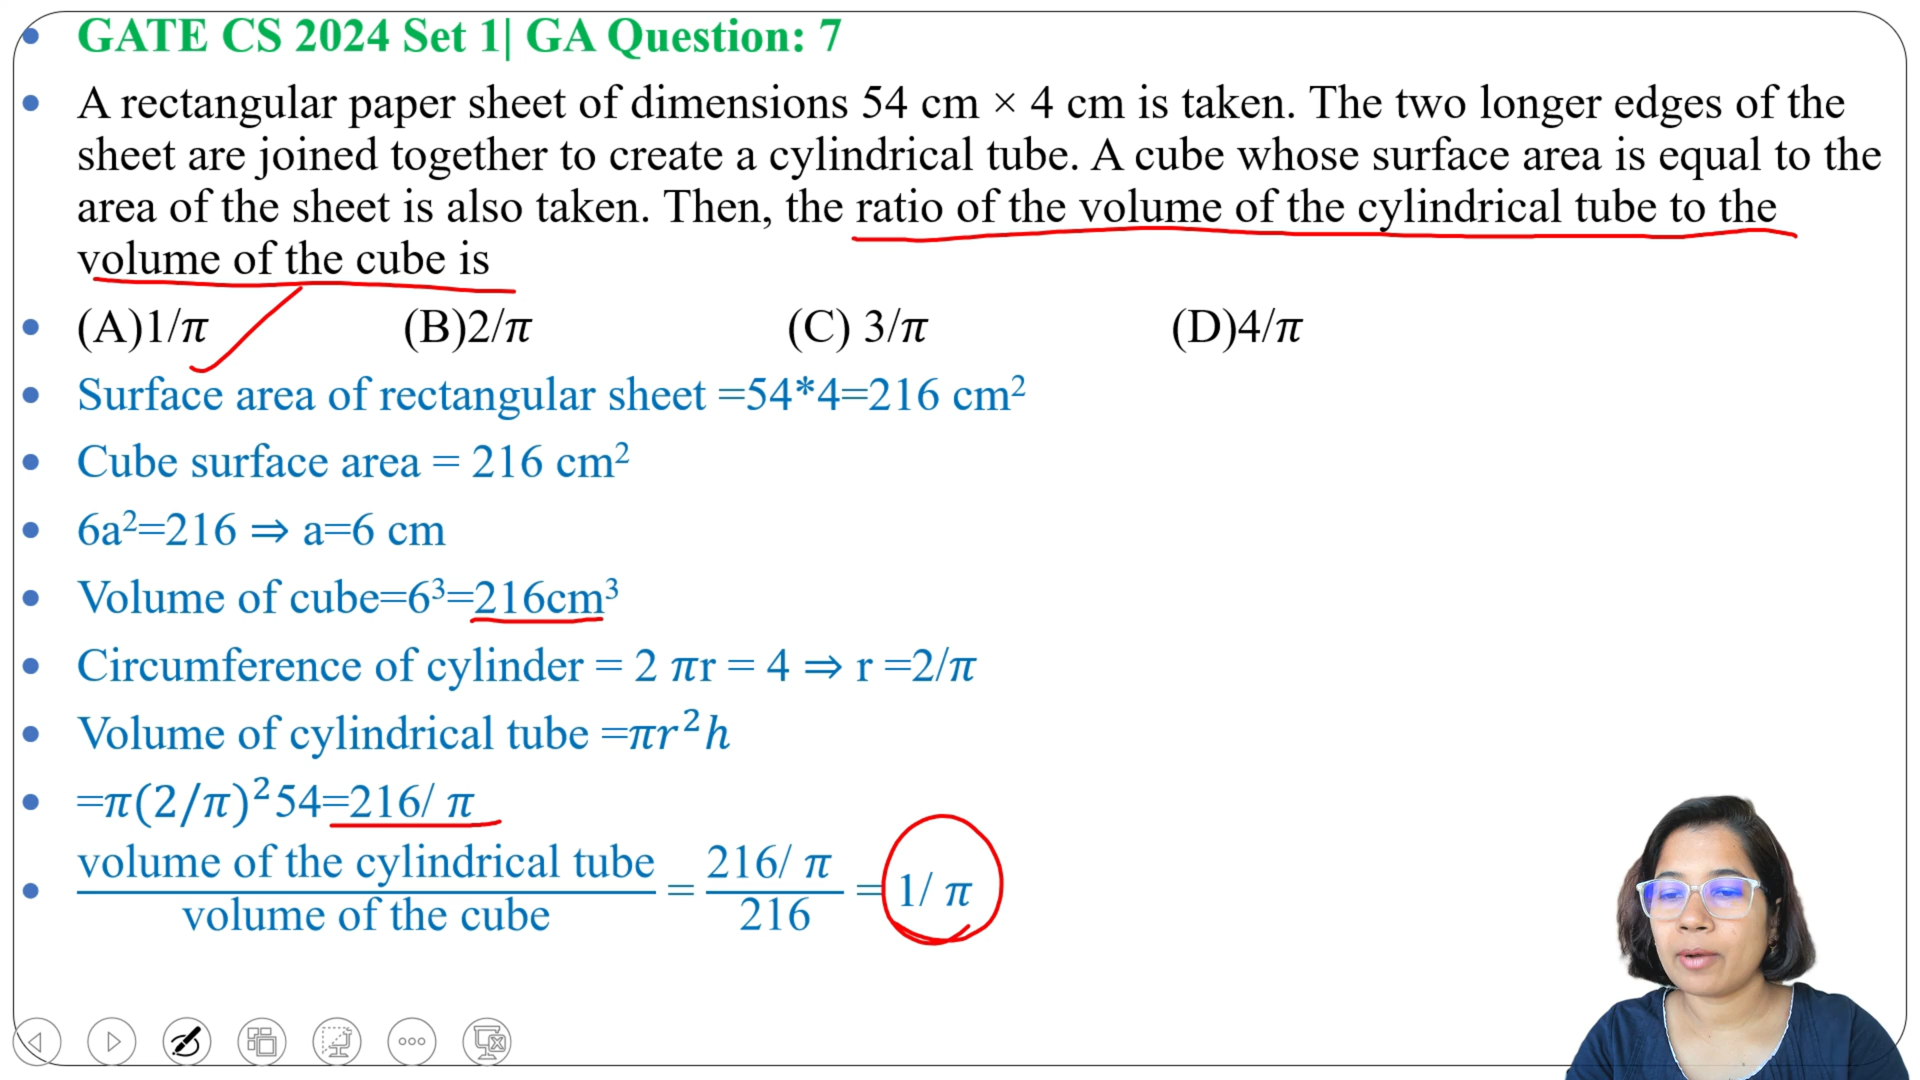 GATE CS 2024 Set 1| GA Question: 7
A rectangular paper sheet of dimensions 54 cm × 4 cm is taken. The two longer edges of the
sheet are joined together to create a cylindrical tube. A cube whose surface area is equal to the
area of the sheet is also taken. Then, the ratio of the volume of the cylindrical tube to the
volume of the cube is
(A)1/π (B)2/π (C) 3/π (D)4/π
Surface area of rectangular sheet =54*4=216 cm²
Cube surface area = 216 cm²
6a²=216 ⇒ a=6 cm
Volume of cube=6³=216cm³
Circumference of cylinder = 2 πr = 4 ⇒ r =2/π
Volume of cylindrical tube =πr²h
=π(2/π)²54=216/ π
volume of the cylindrical tube / volume of the cube = 216/ π / 216 = 1/ π